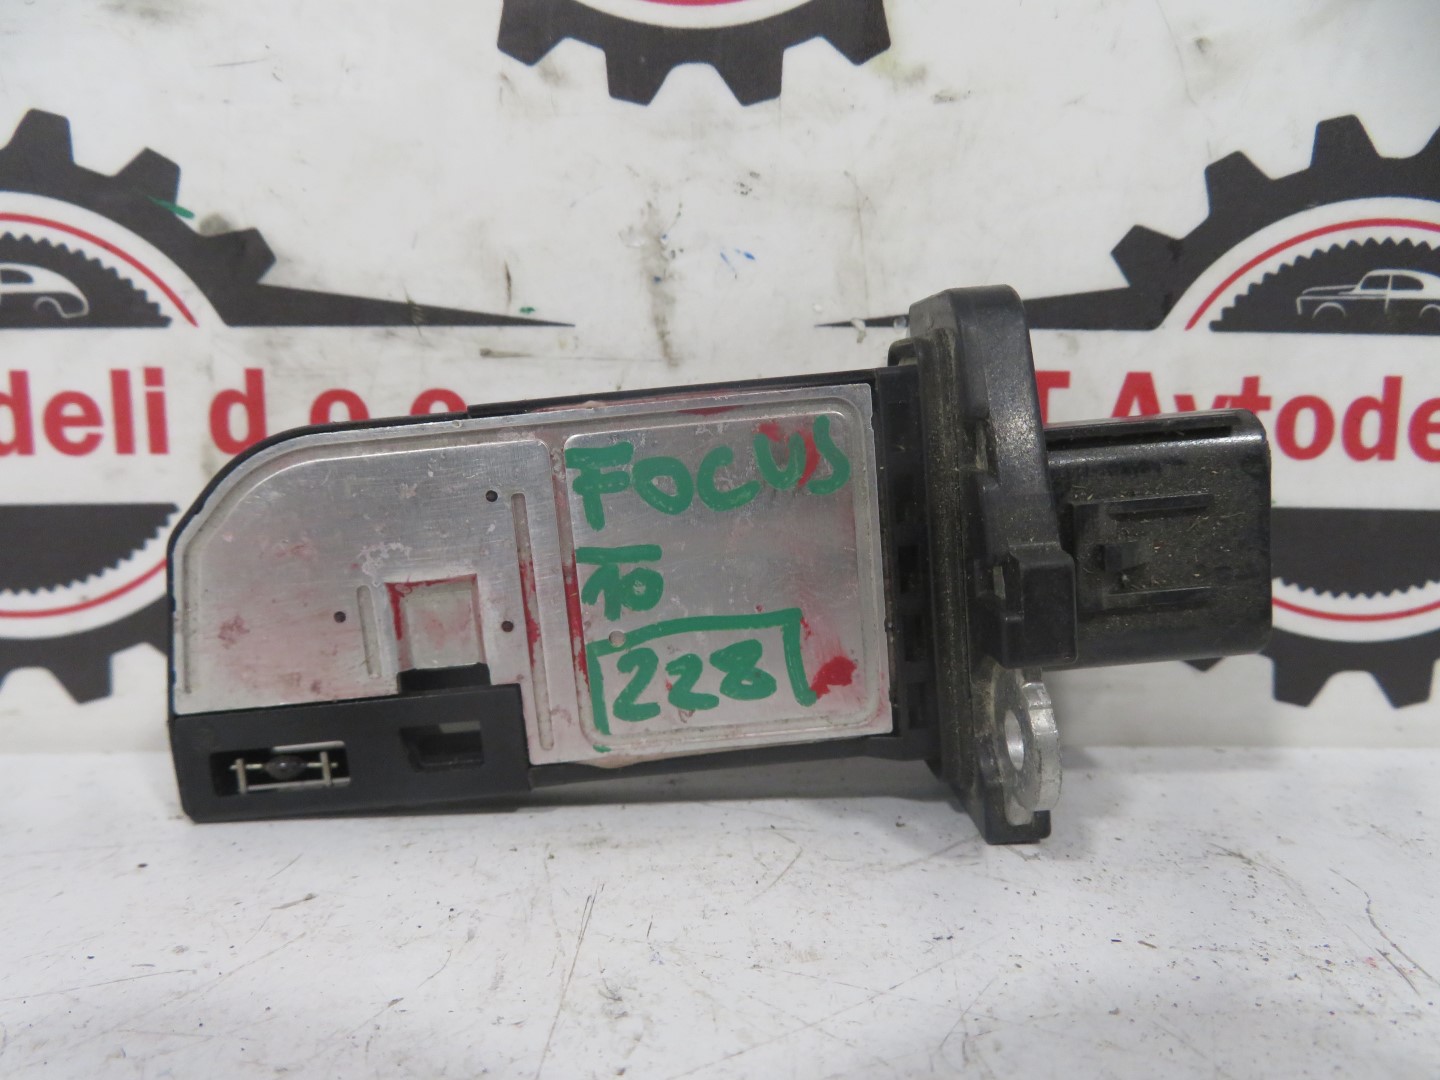 deli d.o.o.
T Avtode
FOCUS
10
228